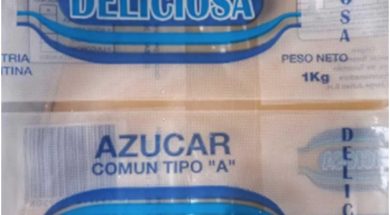 DELICIOSA
OSA
TRIA
TINA
PESO NETO
1Kg
AZUCAR
COMUN TIPO "A"
DELIC